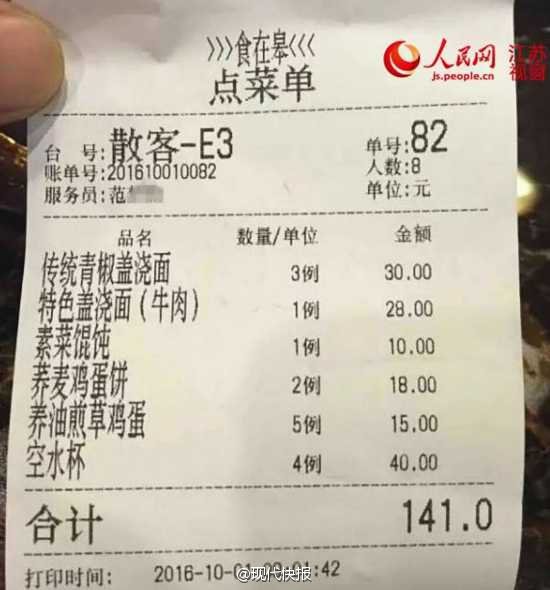 >>>食在皋<<<
点菜单
人民网 江苏视窗
js.people.cn
台 号:散客-E3 单号:82
账单号:201610010082 人数:8
服务员:范 单位:元
品名 数量/单位 金额
传统青椒盖浇面 3例 30.00
特色盖浇面(牛肉) 1例 28.00
素菜馄饨 1例 10.00
荞麦鸡蛋饼 2例 18.00
养油煎草鸡蛋 5例 15.00
空水杯 4例 40.00
合计 141.0
打印时间: 2016-10-01 :42
@现代快报